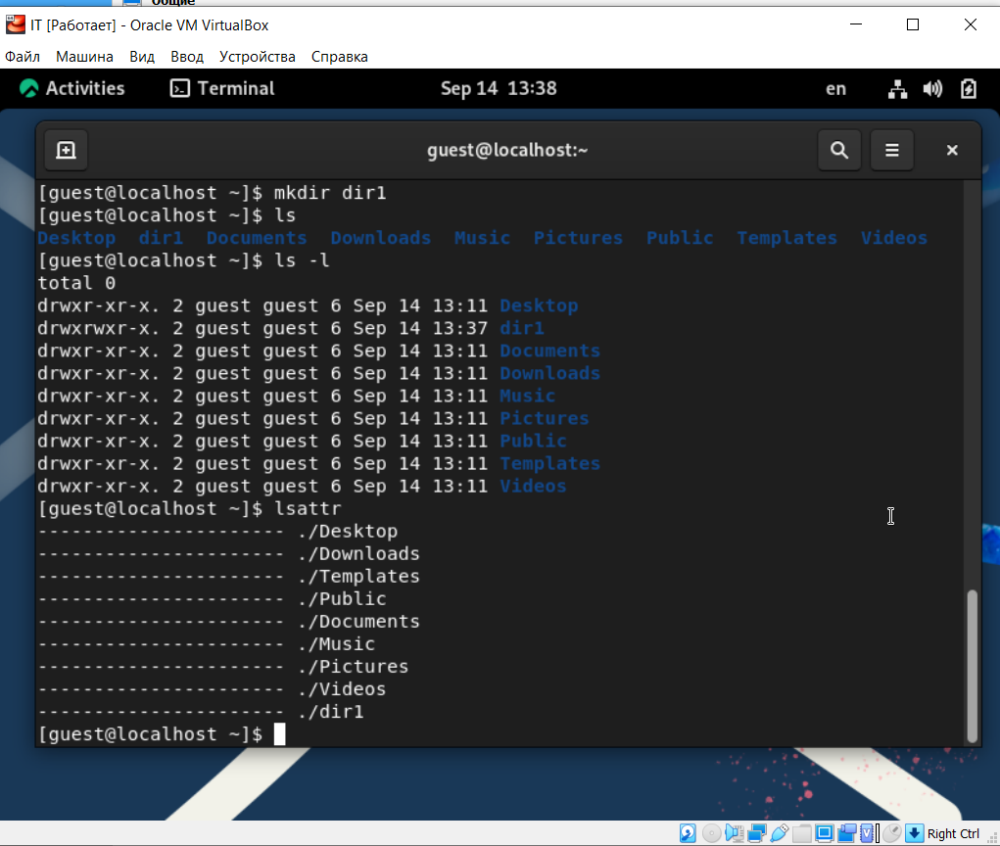 Общие
IT [Работает] - Oracle VM VirtualBox
Файл Машина Вид Ввод Устройства Справка
Activities Terminal Sep 14 13:38 en
guest@localhost:~
[guest@localhost ~]$ mkdir dir1
[guest@localhost ~]$ ls
Desktop dir1 Documents Downloads Music Pictures Public Templates Videos
[guest@localhost ~]$ ls -l
total 0
drwxr-xr-x. 2 guest guest 6 Sep 14 13:11 Desktop
drwxrwxr-x. 2 guest guest 6 Sep 14 13:37 dir1
drwxr-xr-x. 2 guest guest 6 Sep 14 13:11 Documents
drwxr-xr-x. 2 guest guest 6 Sep 14 13:11 Downloads
drwxr-xr-x. 2 guest guest 6 Sep 14 13:11 Music
drwxr-xr-x. 2 guest guest 6 Sep 14 13:11 Pictures
drwxr-xr-x. 2 guest guest 6 Sep 14 13:11 Public
drwxr-xr-x. 2 guest guest 6 Sep 14 13:11 Templates
drwxr-xr-x. 2 guest guest 6 Sep 14 13:11 Videos
[guest@localhost ~]$ lsattr
---------------------- ./Desktop
---------------------- ./Downloads
---------------------- ./Templates
---------------------- ./Public
---------------------- ./Documents
---------------------- ./Music
---------------------- ./Pictures
---------------------- ./Videos
---------------------- ./dir1
[guest@localhost ~]$
Right Ctrl